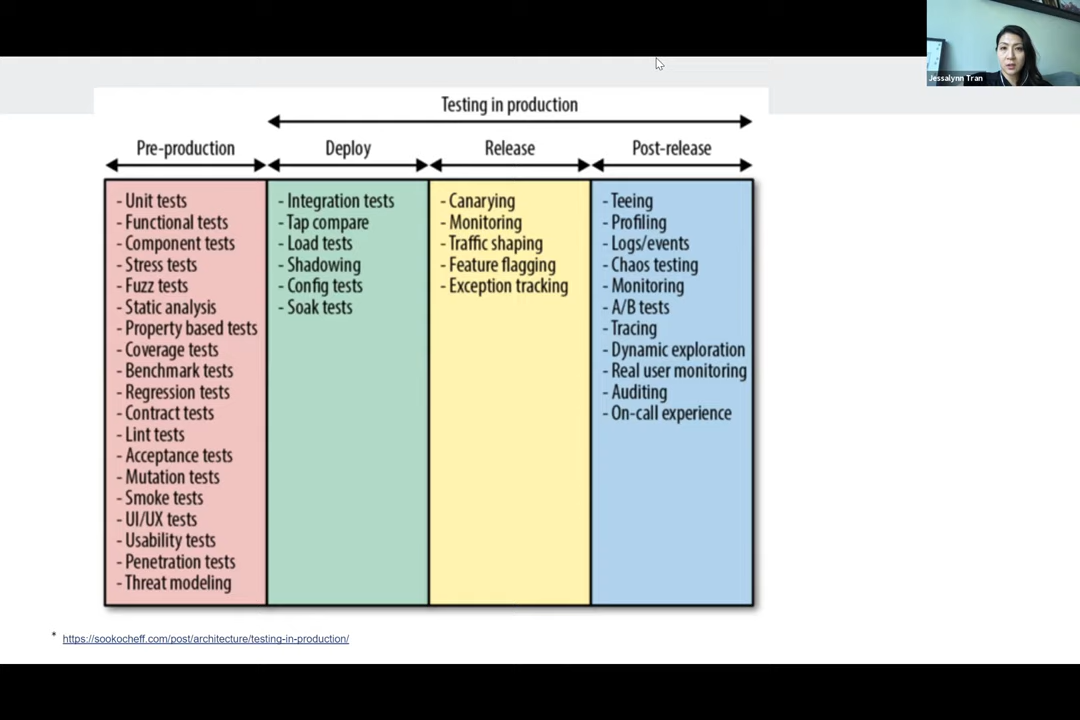 Jessalynn Tran
Testing in production
Pre-production
Deploy
Release
Post-release
- Unit tests
- Functional tests
- Component tests
- Stress tests
- Fuzz tests
- Static analysis
- Property based tests
- Coverage tests
- Benchmark tests
- Regression tests
- Contract tests
- Lint tests
- Acceptance tests
- Mutation tests
- Smoke tests
- UI/UX tests
- Usability tests
- Penetration tests
- Threat modeling
- Integration tests
- Tap compare
- Load tests
- Shadowing
- Config tests
- Soak tests
- Canarying
- Monitoring
- Traffic shaping
- Feature flagging
- Exception tracking
- Teeing
- Profiling
- Logs/events
- Chaos testing
- Monitoring
- A/B tests
- Tracing
- Dynamic exploration
- Real user monitoring
- Auditing
- On-call experience
* https://sookocheff.com/post/architecture/testing-in-production/